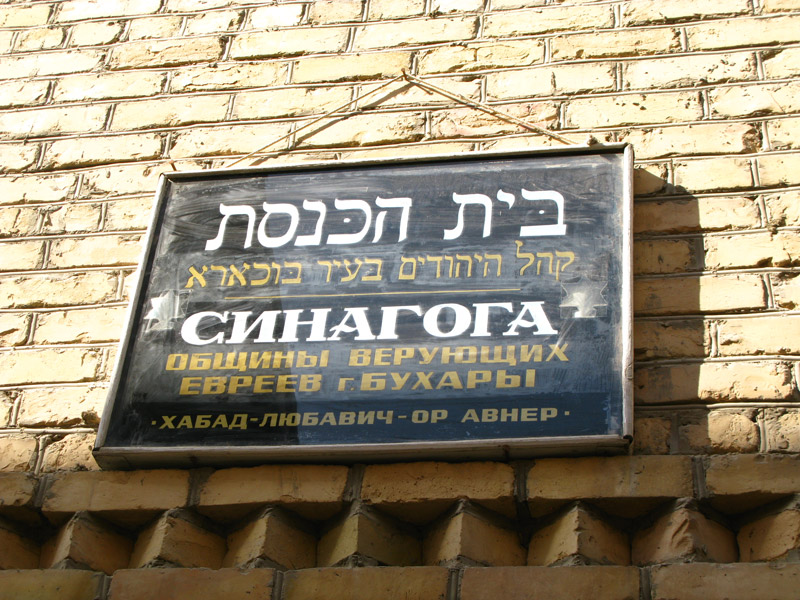 בית הכנסת
קהל היהודים בעיר בוכארא
СИНАГОГА
ОБЩИНЫ ВЕРУЮЩИХ
ЕВРЕЕВ г. БУХАРЫ
·ХАБАД-ЛЮБАВИЧ-ОР АВНЕР·